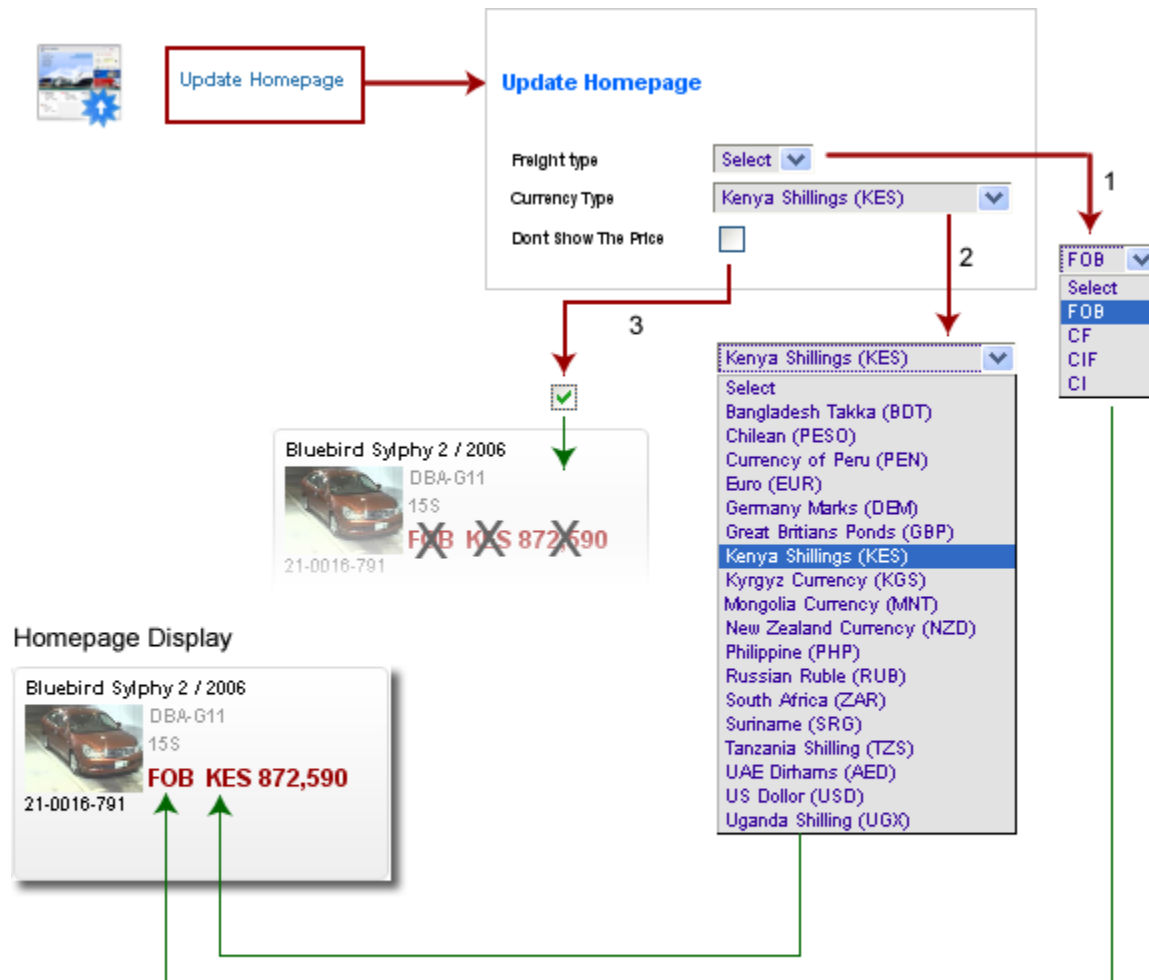 Update Homepage
Update Homepage
Freight type
Select
1
Currency Type
Kenya Shillings (KES)
Dont Show The Price
2
FOB
Select
FOB
CF
CIF
CI
3
Kenya Shillings (KES)
Select
Bangladesh Takka (BDT)
Chilean (PESO)
Currency of Peru (PEN)
Euro (EUR)
Germany Marks (DEM)
Great Britians Ponds (GBP)
Kenya Shillings (KES)
Kyrgyz Currency (KGS)
Mongolia Currency (MNT)
New Zealand Currency (NZD)
Philippine (PHP)
Russian Ruble (RUB)
South Africa (ZAR)
Suriname (SRG)
Tanzania Shilling (TZS)
UAE Dirhams (AED)
US Dollor (USD)
Uganda Shilling (UGX)
Bluebird Sylphy 2 / 2006
DBA-G11
15S
FOB KES 872,590
21-0016-791
Homepage Display
Bluebird Sylphy 2 / 2006
DBA-G11
15S
FOB KES 872,590
21-0016-791